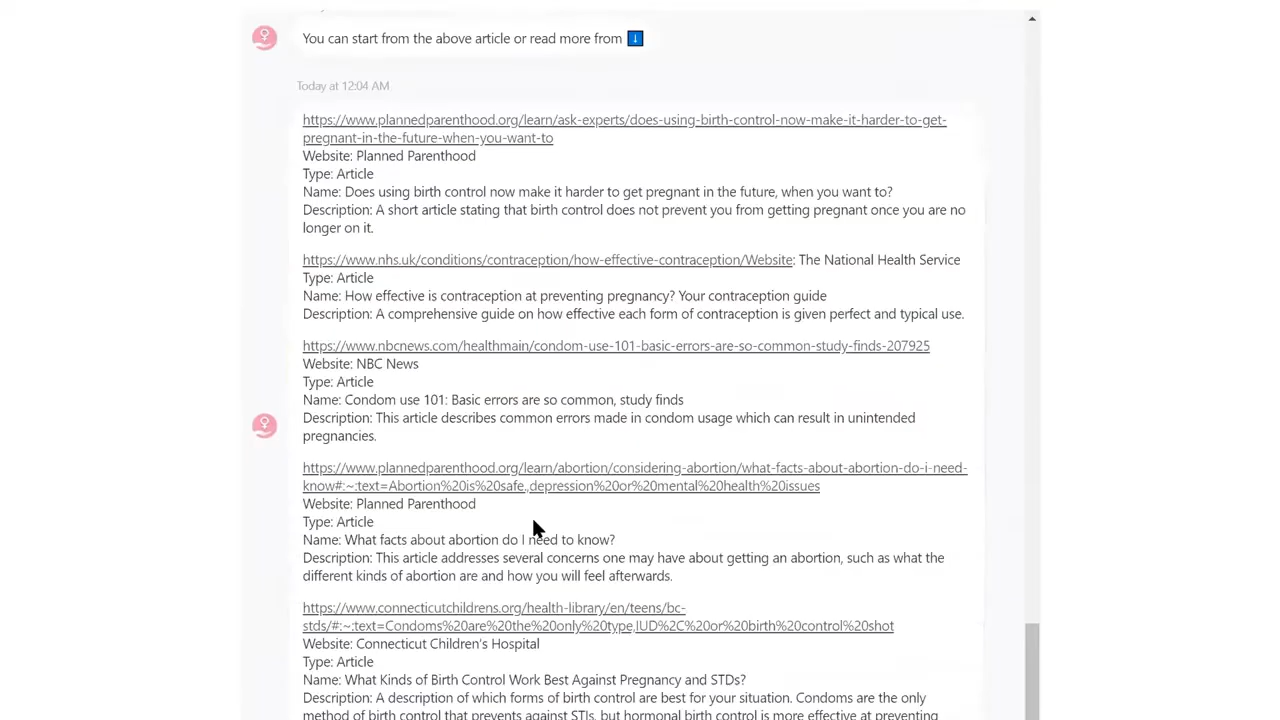 You can start from the above article or read more from ⬇️
Today at 12:04 AM
https://www.plannedparenthood.org/learn/ask-experts/does-using-birth-control-now-make-it-harder-to-get-
pregnant-in-the-future-when-you-want-to
Website: Planned Parenthood
Type: Article
Name: Does using birth control now make it harder to get pregnant in the future, when you want to?
Description: A short article stating that birth control does not prevent you from getting pregnant once you are no
longer on it.
https://www.nhs.uk/conditions/contraception/how-effective-contraception/Website: The National Health Service
Type: Article
Name: How effective is contraception at preventing pregnancy? Your contraception guide
Description: A comprehensive guide on how effective each form of contraception is given perfect and typical use.
https://www.nbcnews.com/healthmain/condom-use-101-basic-errors-are-so-common-study-finds-207925
Website: NBC News
Type: Article
Name: Condom use 101: Basic errors are so common, study finds
Description: This article describes common errors made in condom usage which can result in unintended
pregnancies.
https://www.plannedparenthood.org/learn/abortion/considering-abortion/what-facts-about-abortion-do-i-need-
know#:~:text=Abortion%20is%20safe.,depression%20or%20mental%20health%20issues
Website: Planned Parenthood
Type: Article
Name: What facts about abortion do I need to know?
Description: This article addresses several concerns one may have about getting an abortion, such as what the
different kinds of abortion are and how you will feel afterwards.
https://www.connecticutchildrens.org/health-library/en/teens/bc-
stds/#:~:text=Condoms%20are%20the%20only%20type,IUD%2C%20or%20birth%20control%20shot
Website: Connecticut Children's Hospital
Type: Article
Name: What Kinds of Birth Control Work Best Against Pregnancy and STDs?
Description: A description of which forms of birth control are best for your situation. Condoms are the only
method of birth control that prevents against STIs, but hormonal birth control is more effective at preventing